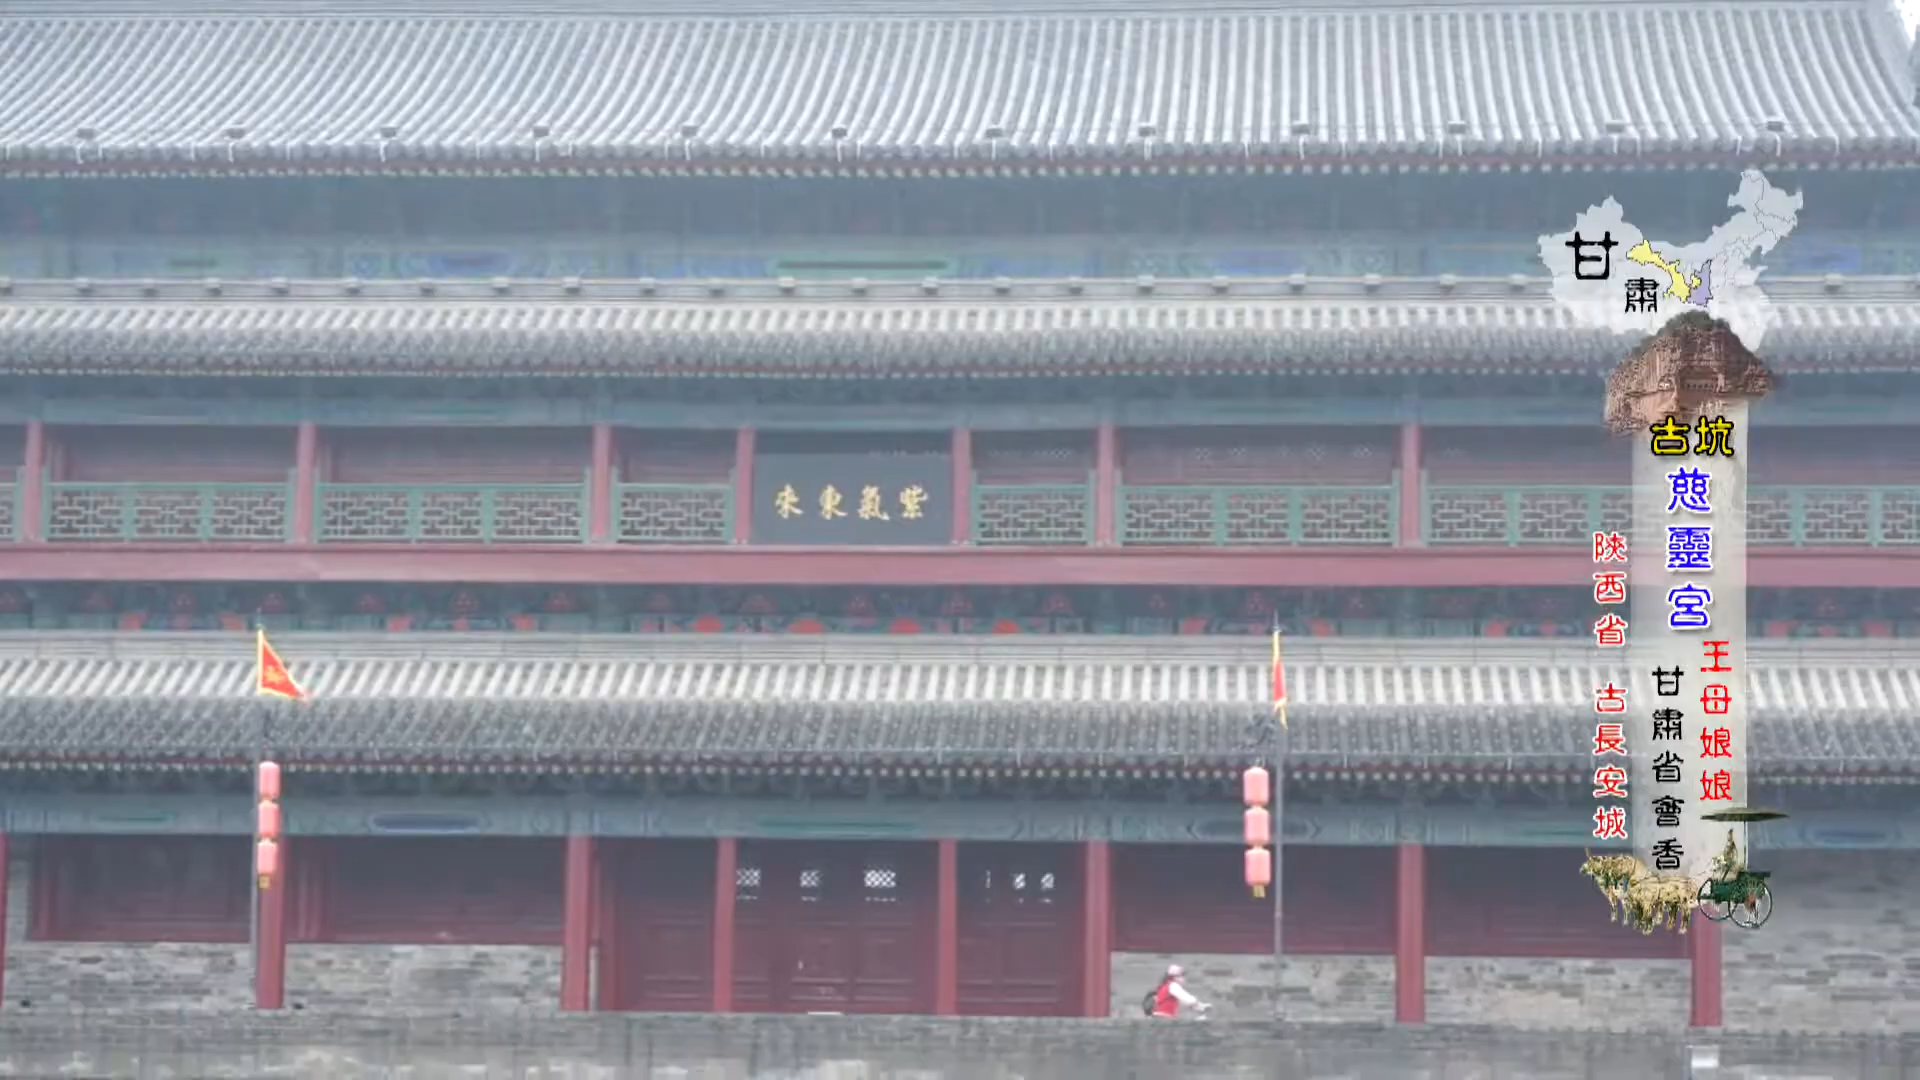 紫氣東來
甘肅
古坑
慈靈宮
王母娘娘
甘肅省會香
陝西省 古長安城